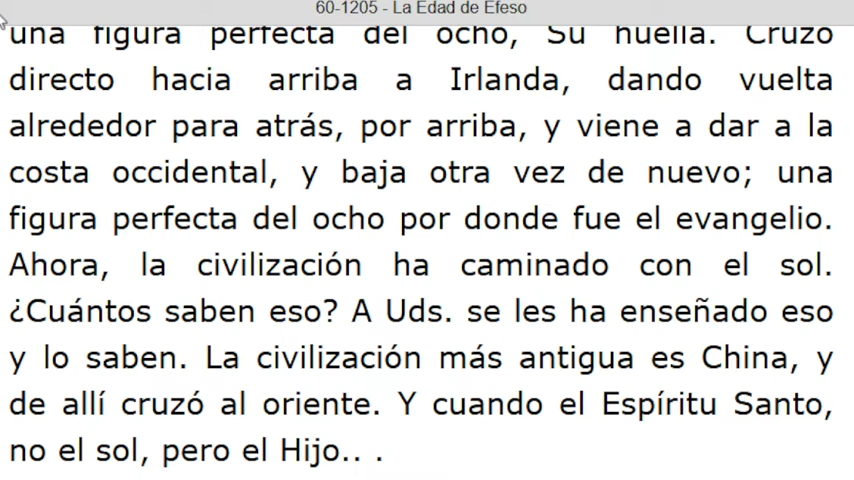 60-1205 - La Edad de Efeso
una figura perfecta del ocho, Su huella. Cruzó
directo hacia arriba a Irlanda, dando vuelta
alrededor para atrás, por arriba, y viene a dar a la
costa occidental, y baja otra vez de nuevo; una
figura perfecta del ocho por donde fue el evangelio.
Ahora, la civilización ha caminado con el sol.
¿Cuántos saben eso? A Uds. se les ha enseñado eso
y lo saben. La civilización más antigua es China, y
de allí cruzó al oriente. Y cuando el Espíritu Santo,
no el sol, pero el Hijo.. .